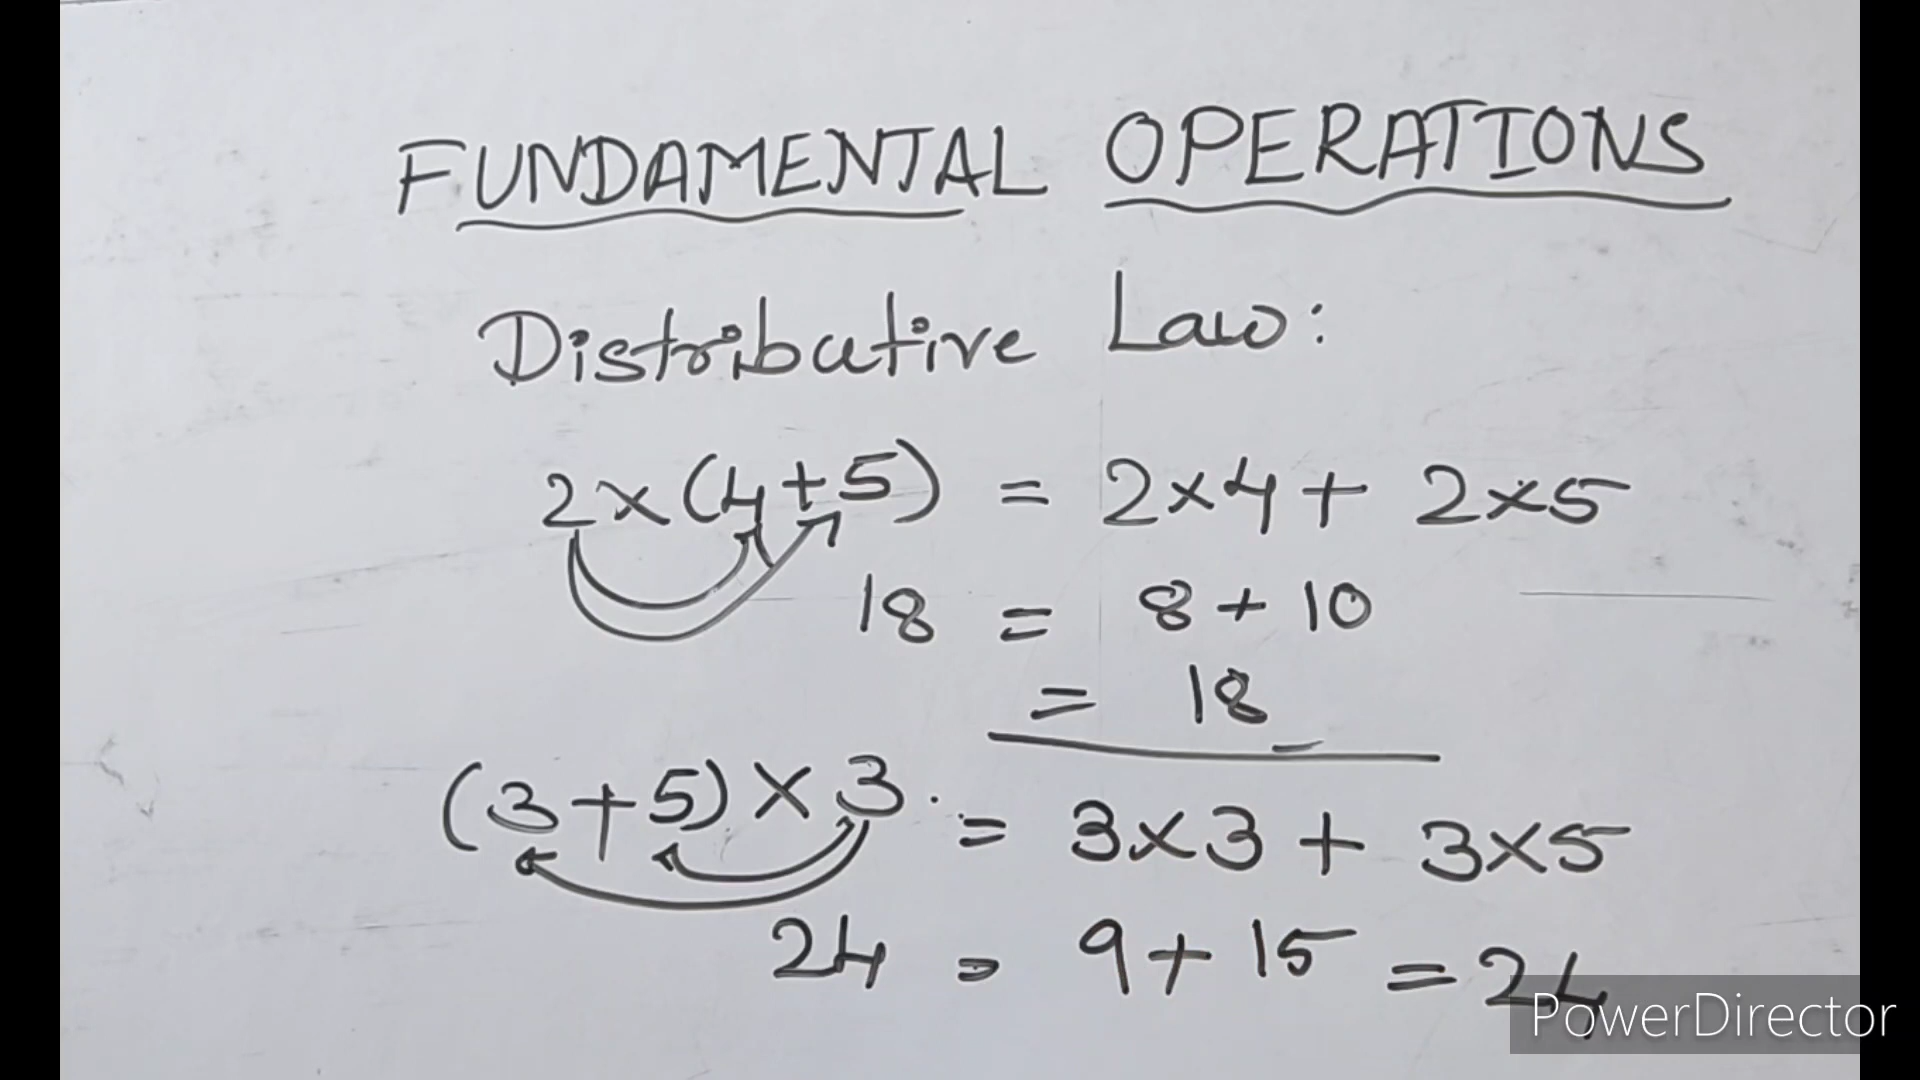 FUNDAMENTAL OPERATIONS
Distributive Law:
2×(4+5) = 2×4 + 2×5
18 = 8 + 10
= 18
(3+5)×3 = 3×3 + 3×5
24 = 9 + 15 = 24
PowerDirector